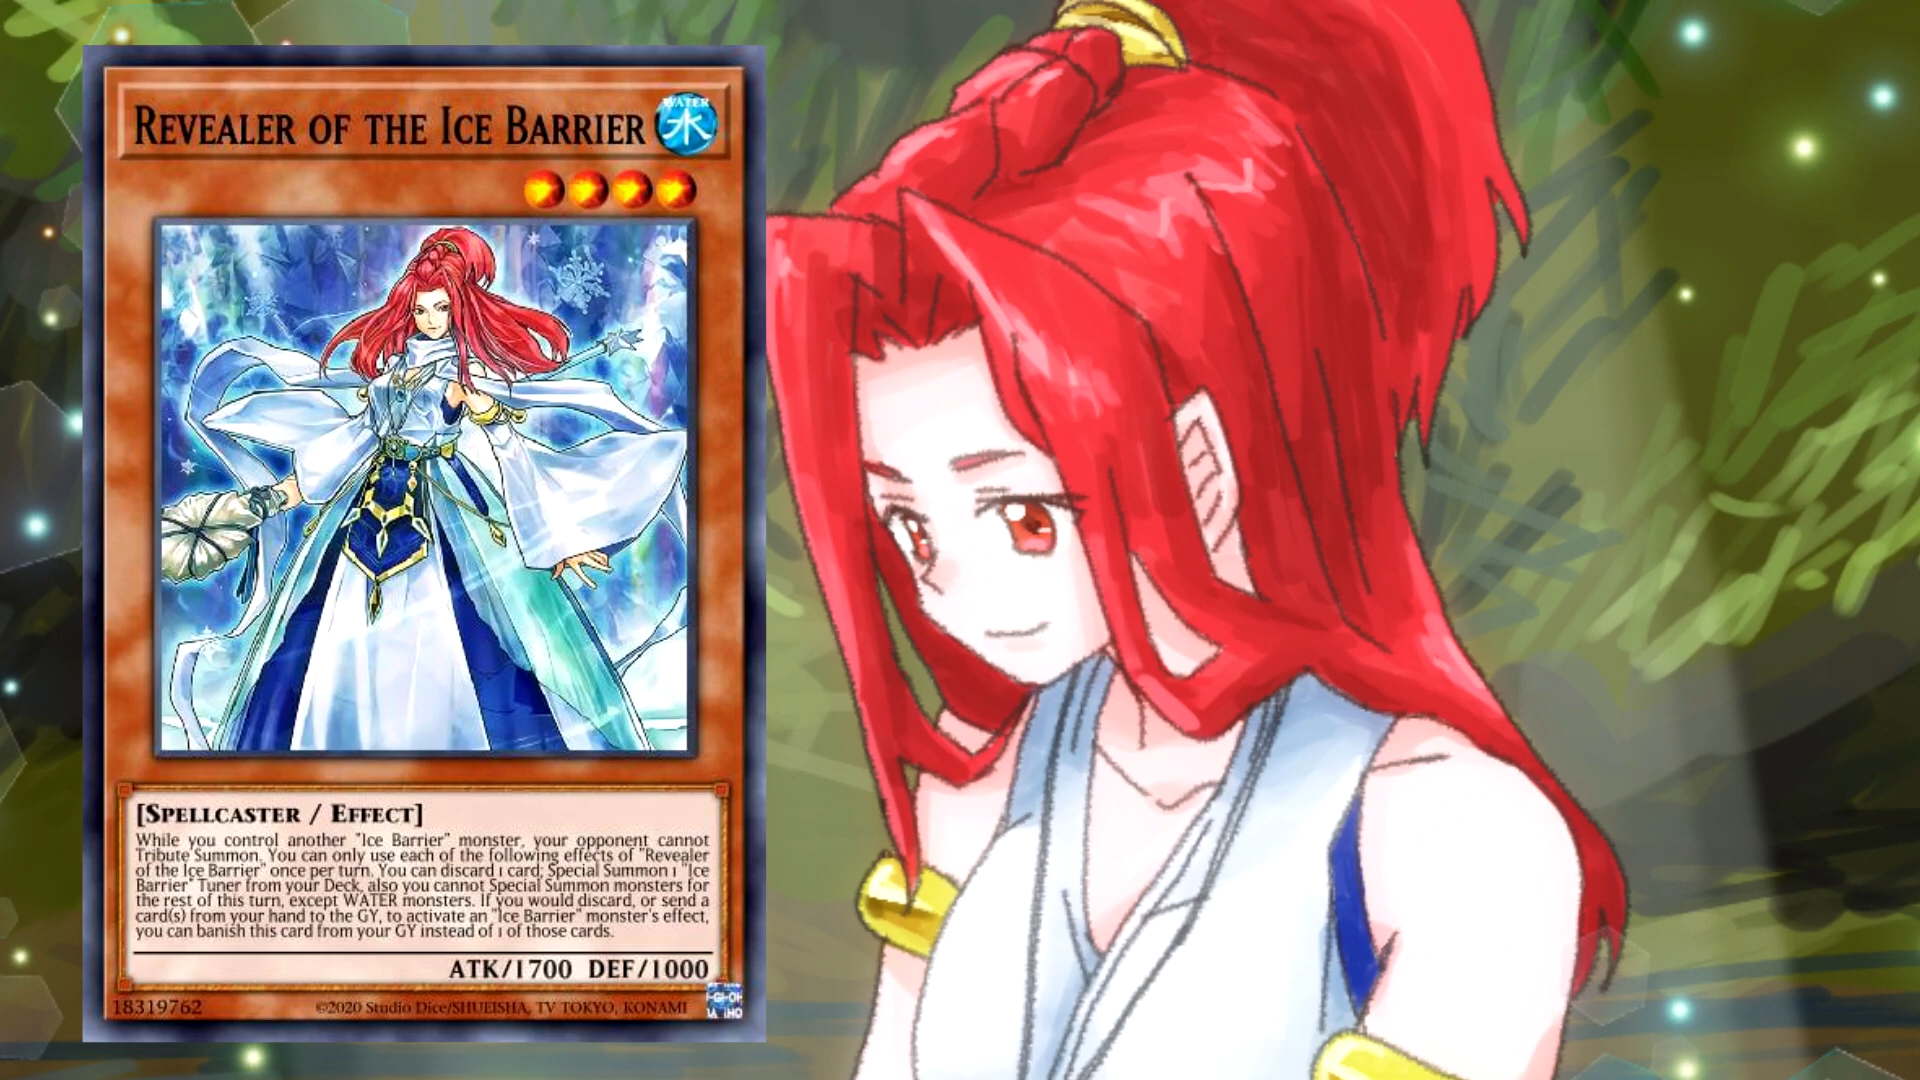 Revealer of the Ice Barrier
WATER
水
[Spellcaster / Effect]
While you control another "Ice Barrier" monster, your opponent cannot
Tribute Summon. You can only use each of the following effects of "Revealer
of the Ice Barrier" once per turn. You can discard 1 card; Special Summon 1 "Ice
Barrier" Tuner from your Deck, also you cannot Special Summon monsters for
the rest of this turn, except WATER monsters. If you would discard, or send a
card(s) from your hand to the GY, to activate an "Ice Barrier" monster's effect,
you can banish this card from your GY instead of 1 of those cards.
ATK/1700 DEF/1000
18319762
©2020 Studio Dice/SHUEISHA, TV TOKYO, KONAMI